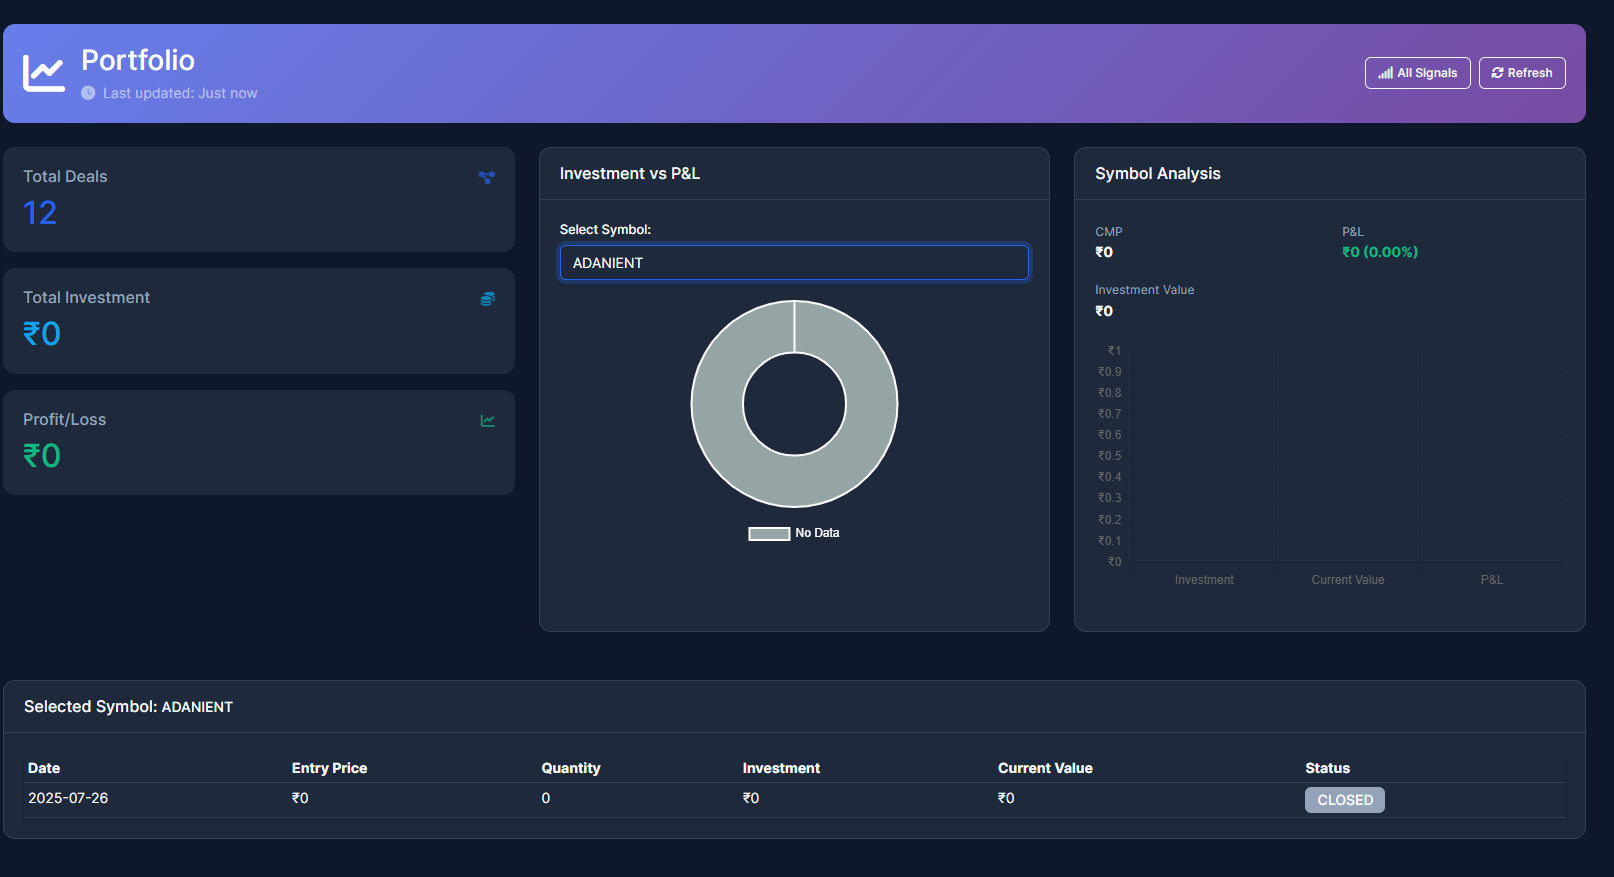 Portfolio
Last updated: Just now
All Signals
Refresh
Total Deals
12
Total Investment
₹0
Profit/Loss
₹0
Investment vs P&L
Select Symbol:
ADANIENT
No Data
Symbol Analysis
CMP
₹0
P&L
₹0 (0.00%)
Investment Value
₹0
₹1
₹0.9
₹0.8
₹0.7
₹0.6
₹0.5
₹0.4
₹0.3
₹0.2
₹0.1
₹0
Investment Current Value P&L
Selected Symbol: ADANIENT
Date Entry Price Quantity Investment Current Value Status
2025-07-26 ₹0 0 ₹0 ₹0 CLOSED